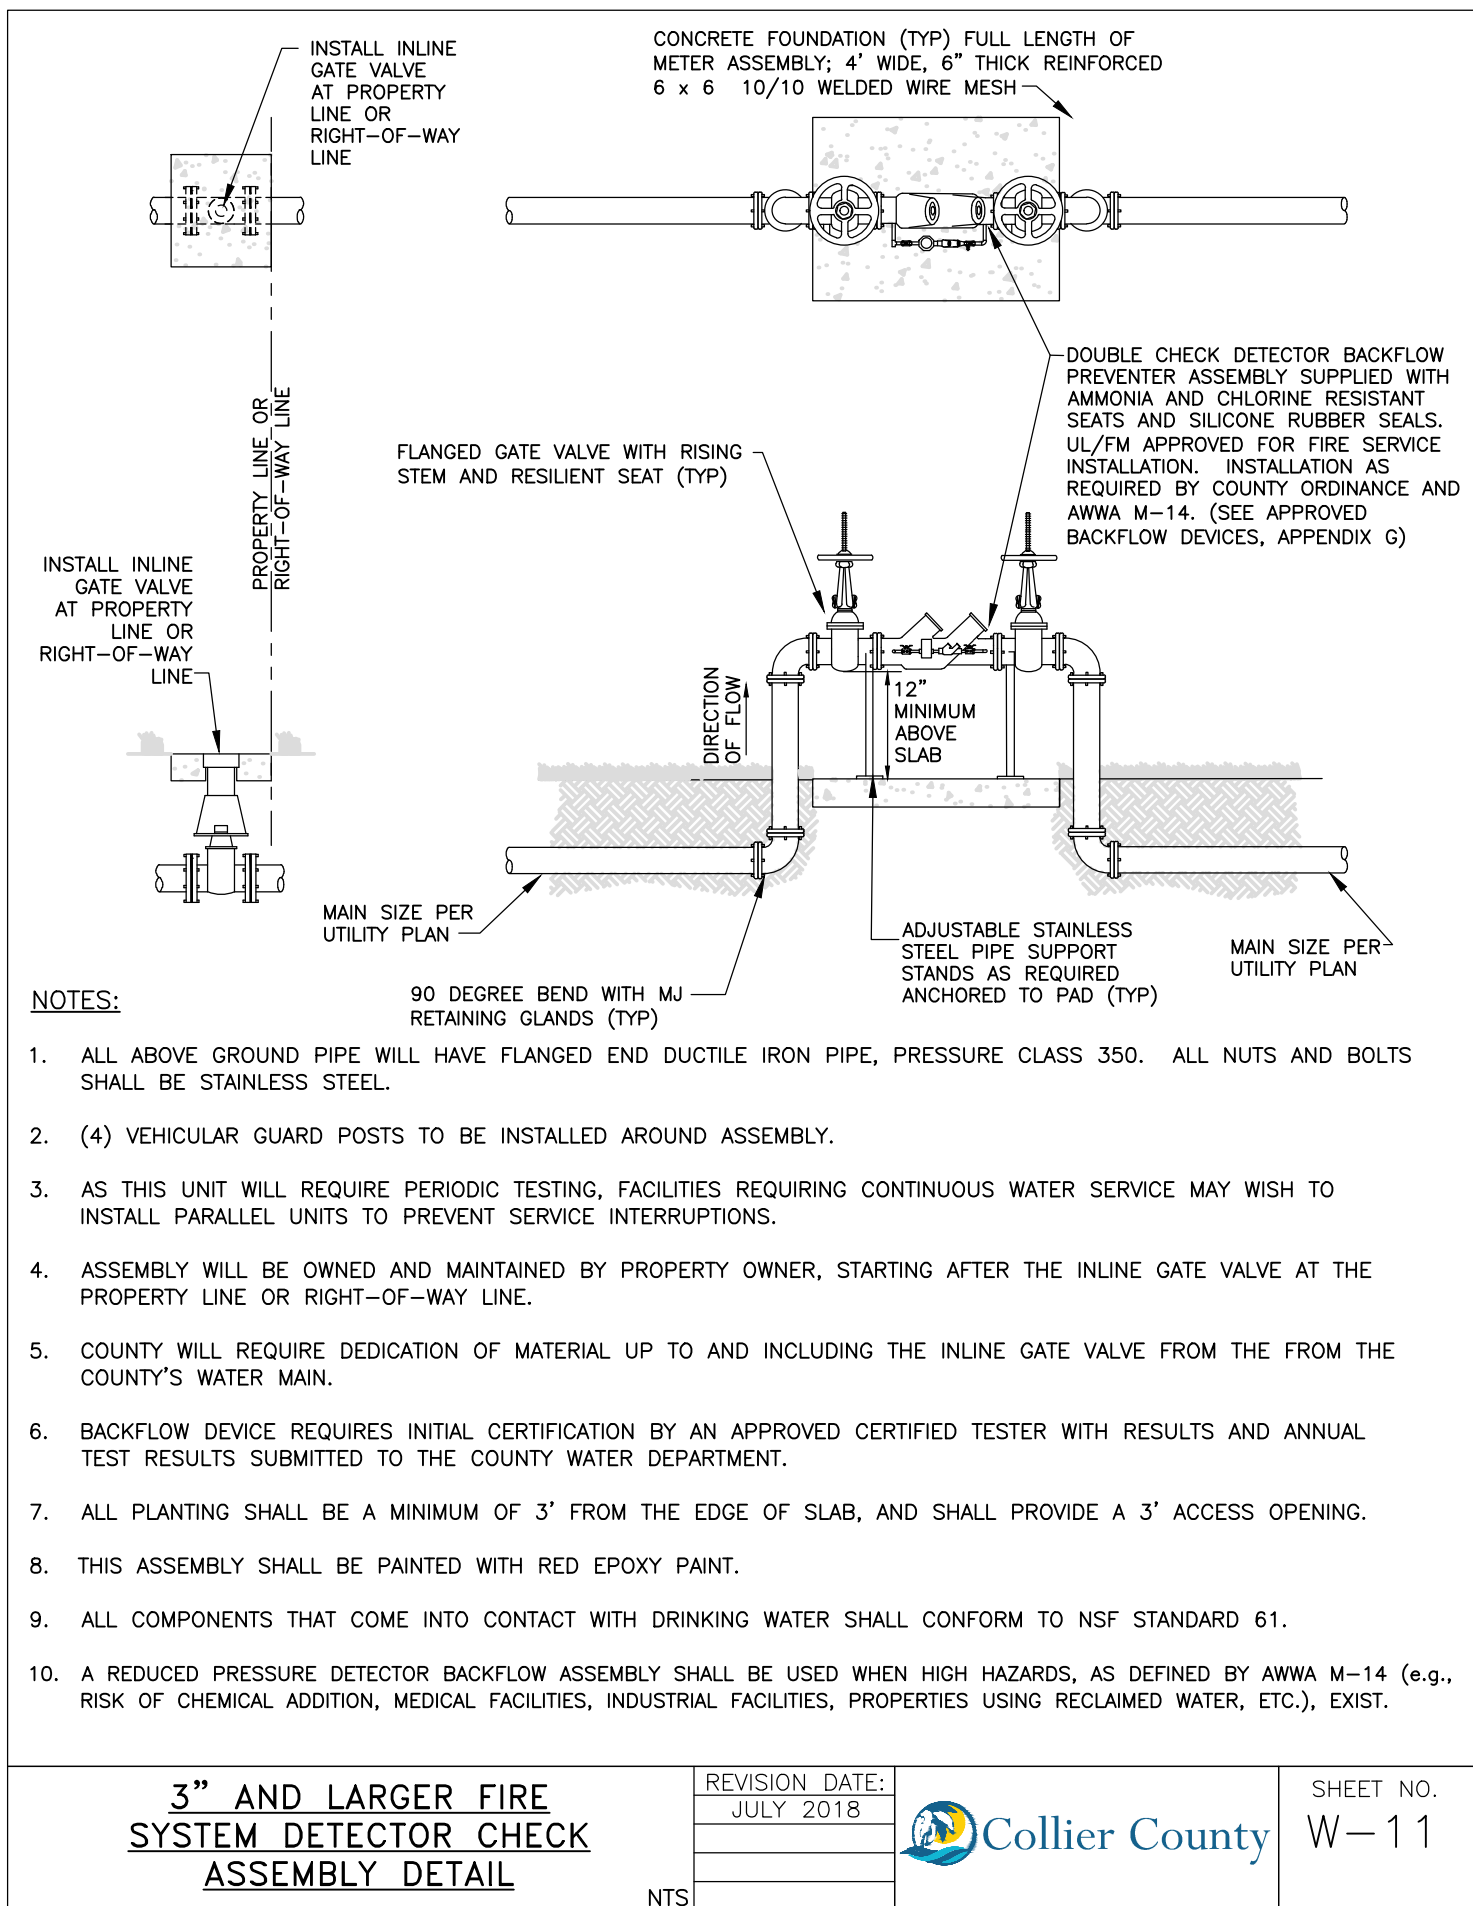 INSTALL INLINE
GATE VALVE
AT PROPERTY
LINE OR
RIGHT-OF-WAY
LINE
CONCRETE FOUNDATION (TYP) FULL LENGTH OF
METER ASSEMBLY; 4' WIDE, 6" THICK REINFORCED
6 x 6 10/10 WELDED WIRE MESH
DOUBLE CHECK DETECTOR BACKFLOW
PREVENTER ASSEMBLY SUPPLIED WITH
AMMONIA AND CHLORINE RESISTANT
SEATS AND SILICONE RUBBER SEALS.
UL/FM APPROVED FOR FIRE SERVICE
INSTALLATION. INSTALLATION AS
REQUIRED BY COUNTY ORDINANCE AND
AWWA M-14. (SEE APPROVED
BACKFLOW DEVICES, APPENDIX G)
PROPERTY LINE OR
RIGHT-OF-WAY LINE
FLANGED GATE VALVE WITH RISING
STEM AND RESILIENT SEAT (TYP)
INSTALL INLINE
GATE VALVE
AT PROPERTY
LINE OR
RIGHT-OF-WAY
LINE
DIRECTION
OF FLOW
12"
MINIMUM
ABOVE
SLAB
MAIN SIZE PER
UTILITY PLAN
90 DEGREE BEND WITH MJ
RETAINING GLANDS (TYP)
ADJUSTABLE STAINLESS
STEEL PIPE SUPPORT
STANDS AS REQUIRED
ANCHORED TO PAD (TYP)
MAIN SIZE PER
UTILITY PLAN
NOTES:
1. ALL ABOVE GROUND PIPE WILL HAVE FLANGED END DUCTILE IRON PIPE, PRESSURE CLASS 350. ALL NUTS AND BOLTS
SHALL BE STAINLESS STEEL.
2. (4) VEHICULAR GUARD POSTS TO BE INSTALLED AROUND ASSEMBLY.
3. AS THIS UNIT WILL REQUIRE PERIODIC TESTING, FACILITIES REQUIRING CONTINUOUS WATER SERVICE MAY WISH TO
INSTALL PARALLEL UNITS TO PREVENT SERVICE INTERRUPTIONS.
4. ASSEMBLY WILL BE OWNED AND MAINTAINED BY PROPERTY OWNER, STARTING AFTER THE INLINE GATE VALVE AT THE
PROPERTY LINE OR RIGHT-OF-WAY LINE.
5. COUNTY WILL REQUIRE DEDICATION OF MATERIAL UP TO AND INCLUDING THE INLINE GATE VALVE FROM THE FROM THE
COUNTY'S WATER MAIN.
6. BACKFLOW DEVICE REQUIRES INITIAL CERTIFICATION BY AN APPROVED CERTIFIED TESTER WITH RESULTS AND ANNUAL
TEST RESULTS SUBMITTED TO THE COUNTY WATER DEPARTMENT.
7. ALL PLANTING SHALL BE A MINIMUM OF 3' FROM THE EDGE OF SLAB, AND SHALL PROVIDE A 3' ACCESS OPENING.
8. THIS ASSEMBLY SHALL BE PAINTED WITH RED EPOXY PAINT.
9. ALL COMPONENTS THAT COME INTO CONTACT WITH DRINKING WATER SHALL CONFORM TO NSF STANDARD 61.
10. A REDUCED PRESSURE DETECTOR BACKFLOW ASSEMBLY SHALL BE USED WHEN HIGH HAZARDS, AS DEFINED BY AWWA M-14 (e.g.,
RISK OF CHEMICAL ADDITION, MEDICAL FACILITIES, INDUSTRIAL FACILITIES, PROPERTIES USING RECLAIMED WATER, ETC.), EXIST.
3" AND LARGER FIRE
SYSTEM DETECTOR CHECK
ASSEMBLY DETAIL
NTS
REVISION DATE:
JULY 2018
Collier County
SHEET NO.
W-11